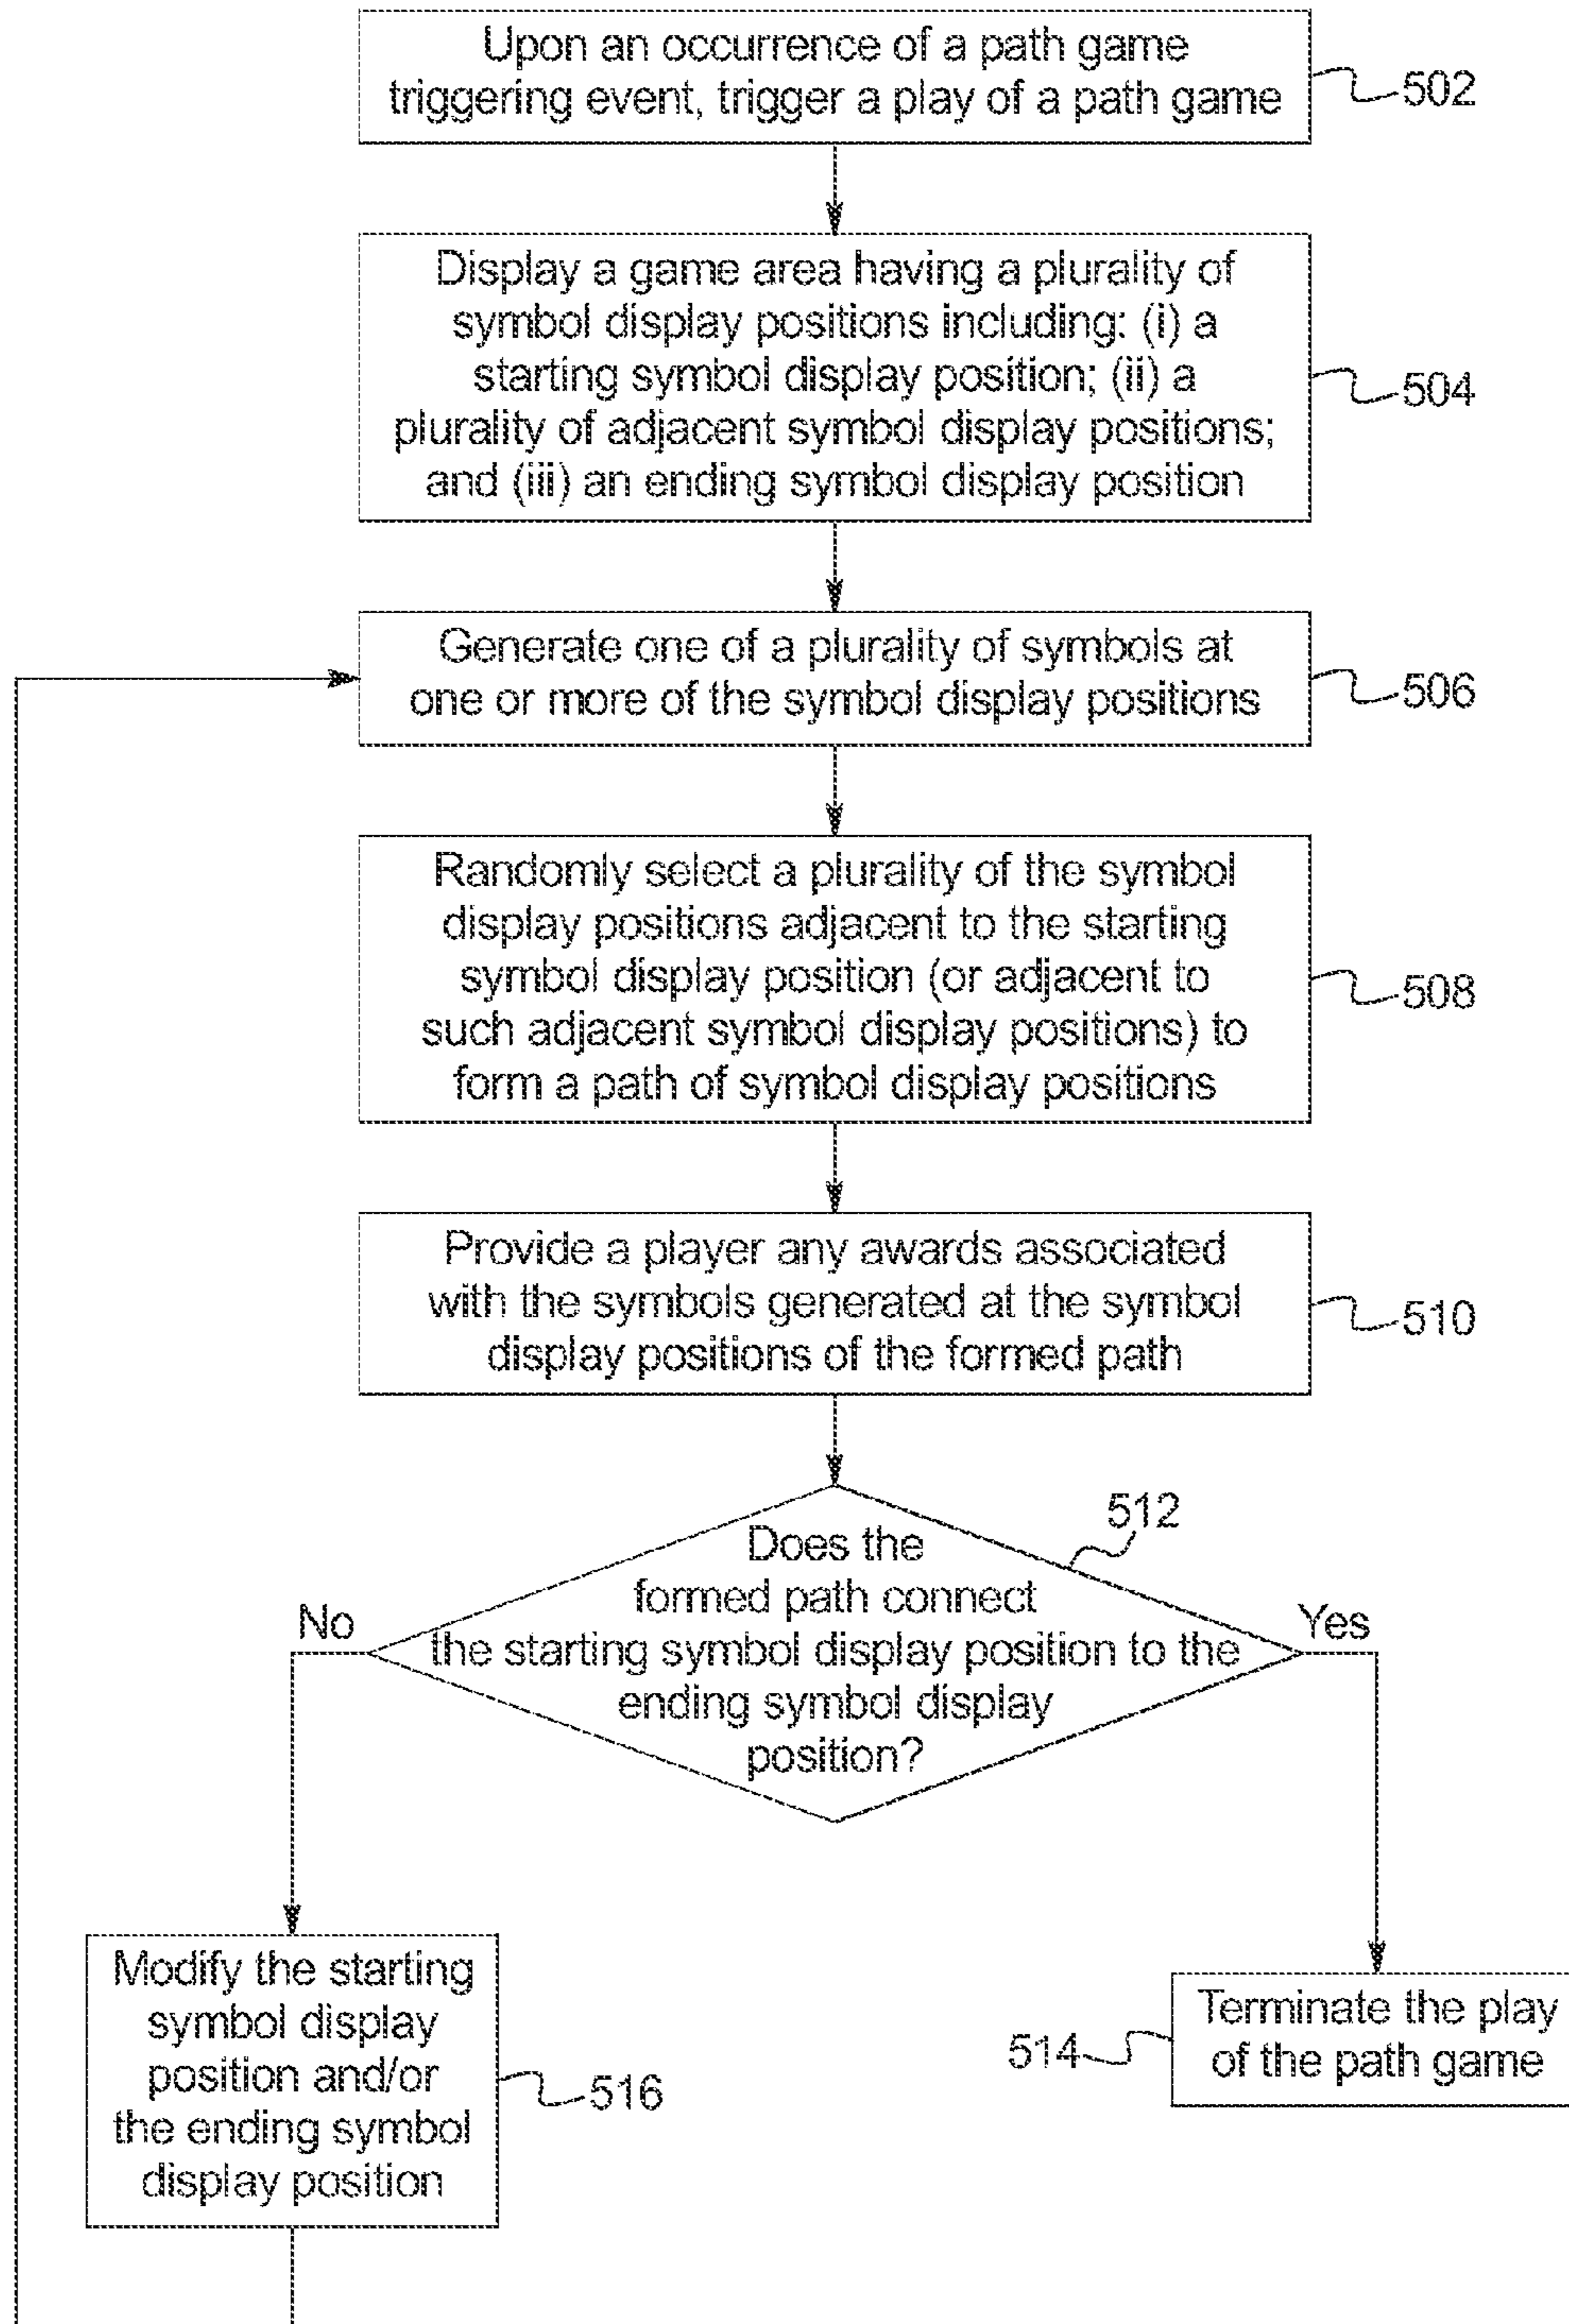 Upon an occurrence of a path game
triggering event, trigger a play of a path game
502
Display a game area having a plurality of
symbol display positions including: (i) a
starting symbol display position; (ii) a
plurality of adjacent symbol display positions;
and (iii) an ending symbol display position
504
Generate one of a plurality of symbols at
one or more of the symbol display positions
506
Randomly select a plurality of the symbol
display positions adjacent to the starting
symbol display position (or adjacent to
such adjacent symbol display positions) to
form a path of symbol display positions
508
Provide a player any awards associated
with the symbols generated at the symbol
display positions of the formed path
510
512
Does the
formed path connect
the starting symbol display position to the
ending symbol display
position?
No
Yes
Modify the starting
symbol display
position and/or
the ending symbol
display position
516
Terminate the play
of the path game
514